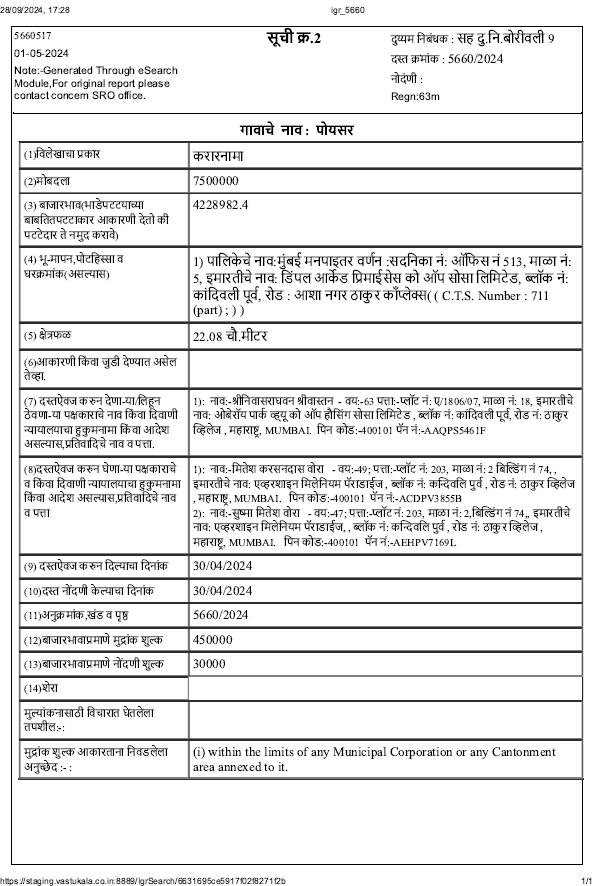 28/09/2024, 17:28
igr_5660
5660517
सूची क्र.2
दुय्यम निबंधक : सह दु.नि.बोरीवली 9
01-05-2024
दस्त क्रमांक : 5660/2024
Note:-Generated Through eSearch
Module,For original report please
contact concern SRO office.
नोदंणी :
Regn:63m
गावाचे नाव : पोयसर
(1)विलेखाचा प्रकार
करारनामा
(2)मोबदला
7500000
(3) बाजारभाव(भाडेपटटयाच्या
बाबतितपटटाकार आकारणी देतो की
पटटेदार ते नमुद करावे)
4228982.4
(4) भू-मापन,पोटहिस्सा व
घरक्रमांक(असल्यास)
1) पालिकेचे नाव:मुंबई मनपाइतर वर्णन :सदनिका नं: ऑफिस नं 513, माळा नं:
5, इमारतीचे नाव: डिंपल आर्केड प्रिमाईसेस को ऑप सोसा लिमिटेड, ब्लॉक नं:
कांदिवली पूर्व, रोड : आशा नगर ठाकुर कॉंप्लेक्स( ( C.T.S. Number : 711
(part) ; ) )
(5) क्षेत्रफळ
22.08 चौ.मीटर
(6)आकारणी किंवा जुडी देण्यात असेल
तेव्हा.
(7) दस्तऐवज करुन देणा-या/लिहून
ठेवणा-या पक्षकाराचे नाव किंवा दिवाणी
न्यायालयाचा हुकुमनामा किंवा आदेश
असल्यास,प्रतिवादिचे नाव व पत्ता.
1): नाव:-श्रीनिवासराघवन श्रीवास्तन - वय:-63 पत्ता:-प्लॉट नं: ए/1806/07, माळा नं: 18, इमारतीचे
नाव: ओबेरॉय पार्क व्ह्यू को ऑप हौसिंग सोसा लिमिटेड , ब्लॉक नं: कांदिवली पुर्व, रोड नं: ठाकुर
व्हिलेज , महाराष्ट्र, MUMBAI. पिन कोड:-400101 पॅन नं:-AAQPS5461F
(8)दस्तऐवज करुन घेणा-या पक्षकाराचे
व किंवा दिवाणी न्यायालयाचा हुकुमनामा
किंवा आदेश असल्यास,प्रतिवादिचे नाव
व पत्ता
1): नाव:-मितेश करसनदास वोरा - वय:-49; पत्ता:-प्लॉट नं: 203, माळा नं: 2 बिल्डिंग नं 74, ,
इमारतीचे नाव: एव्हरशाइन मिलेनियम पॅराडाईज , ब्लॉक नं: कन्दिवली पुर्व , रोड नं: ठाकुर व्हिलेज
, महाराष्ट्र, MUMBAI. पिन कोड:-400101 पॅन नं:-ACDPV3855B
2): नाव:-सुष्मा मितेश वोरा - वय:-47; पत्ता:-प्लॉट नं: 203, माळा नं: 2,बिल्डिंग नं 74,, इमारतीचे
नाव: एव्हरशाइन मिलेनियम पॅराडाईज, , ब्लॉक नं: कन्दिवलि पुर्व , रोड नं: ठाकुर व्हिलेज ,
महाराष्ट्र, MUMBAI. पिन कोड:-400101 पॅन नं:-AEHPV7169L
(9) दस्तऐवज करुन दिल्याचा दिनांक
30/04/2024
(10)दस्त नोंदणी केल्याचा दिनांक
30/04/2024
(11)अनुक्रमांक,खंड व पृष्ठ
5660/2024
(12)बाजारभावाप्रमाणे मुद्रांक शुल्क
450000
(13)बाजारभावाप्रमाणे नोंदणी शुल्क
30000
(14)शेरा
मुल्यांकनासाठी विचारात घेतलेला
तपशील:-:
मुद्रांक शुल्क आकारताना निवडलेला
अनुच्छेद :- :
(i) within the limits of any Municipal Corporation or any Cantonment
area annexed to it.
https://staging.vastukala.co.in:8889/IgrSearch/6631695ce5917f02f8271f2b
1/1